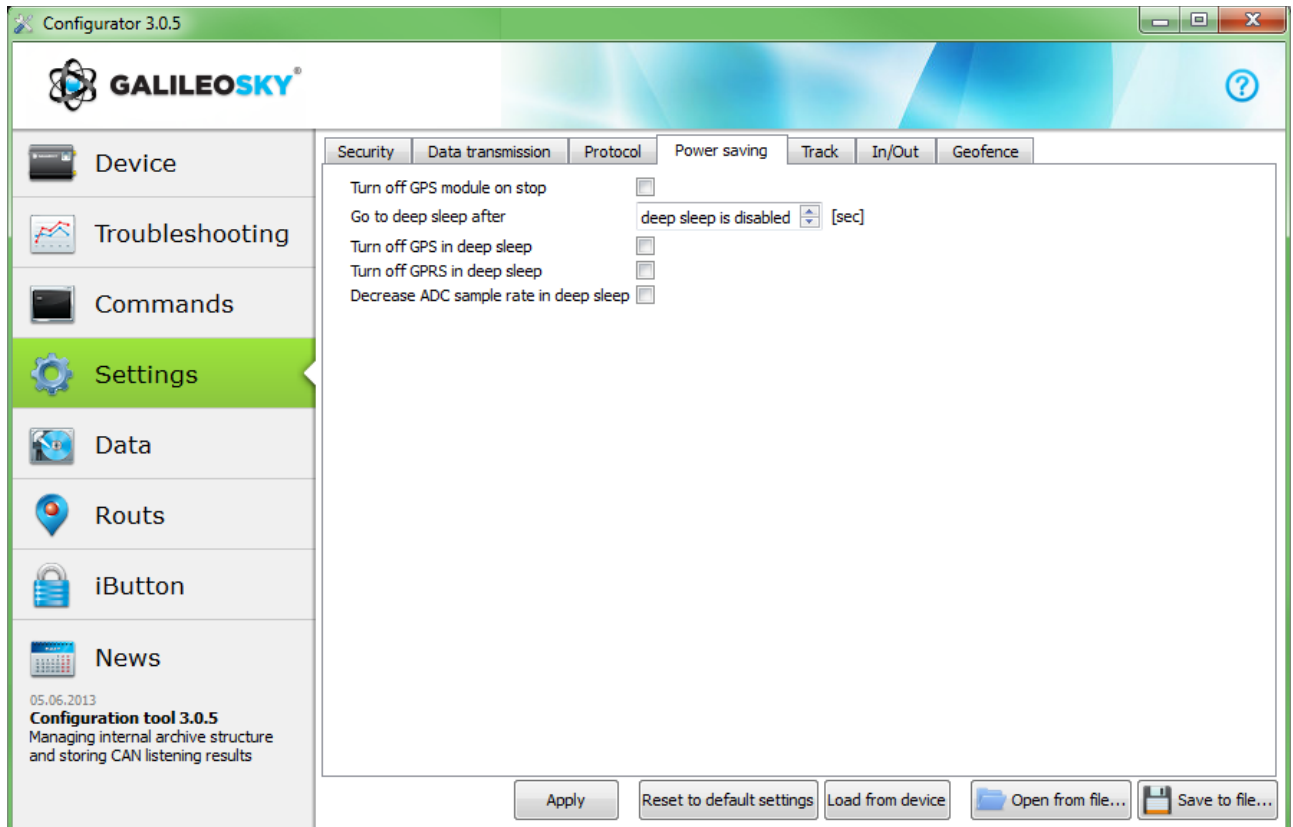 Configurator 3.0.5
GALILEOSKY®
Device
Troubleshooting
Commands
Settings
Data
Routs
iButton
News
05.06.2013
Configuration tool 3.0.5
Managing internal archive structure
and storing CAN listening results
Security Data transmission Protocol Power saving Track In/Out Geofence
Turn off GPS module on stop
Go to deep sleep after deep sleep is disabled [sec]
Turn off GPS in deep sleep
Turn off GPRS in deep sleep
Decrease ADC sample rate in deep sleep
Apply Reset to default settings Load from device Open from file... Save to file...